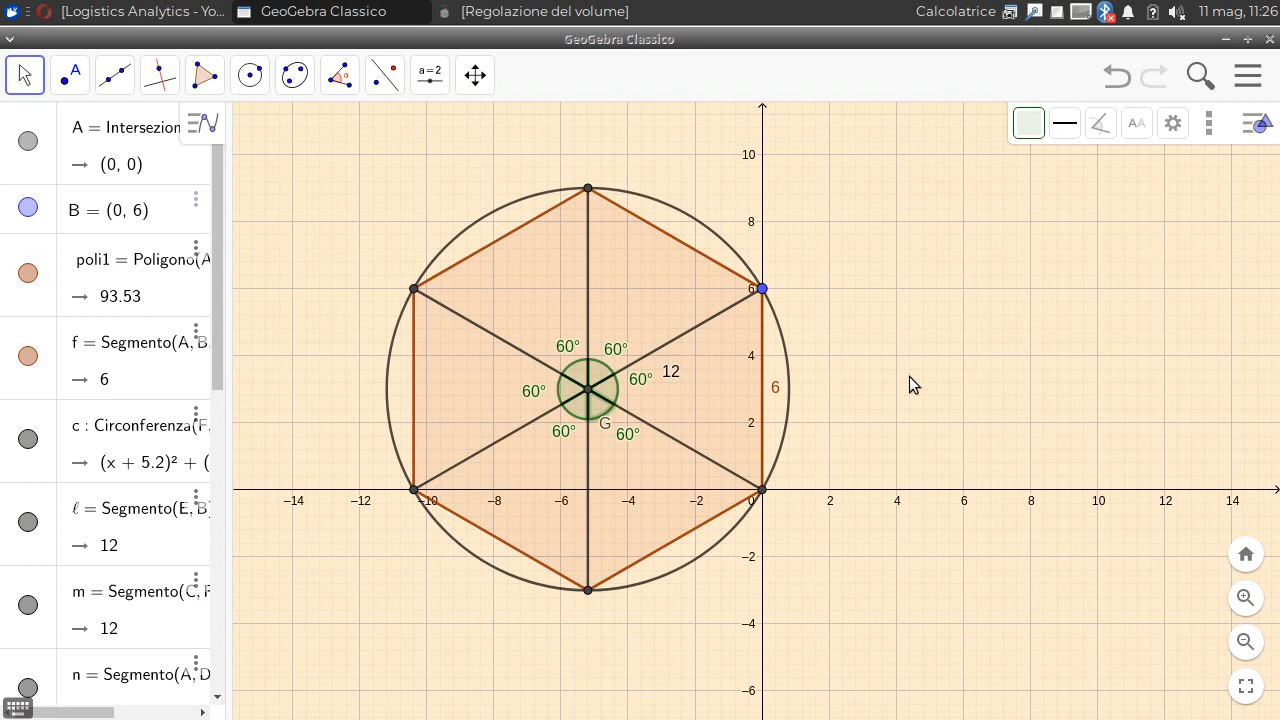 [Logistics Analytics - Yo... GeoGebra Classico [Regolazione del volume] Calcolatrice 11 mag, 11:26
GeoGebra Classico
A a=2
α
A = Intersezion
→ (0, 0)
B = (0, 6)
poli1 = Poligono(A
→ 93.53
f = Segmento(A, B
→ 6
c : Circonferenza(F
→ (x + 5.2)² + (
ℓ = Segmento(E, B
→ 12
m = Segmento(C, F
→ 12
n = Segmento(A, D
AA
10
8
6
4
2
60° 60°
60° 12
60° 6
G
60° 60°
−14 −12 −10 −8 −6 −4 −2 0 2 4 6 8 10 12 14
−2
−4
−6